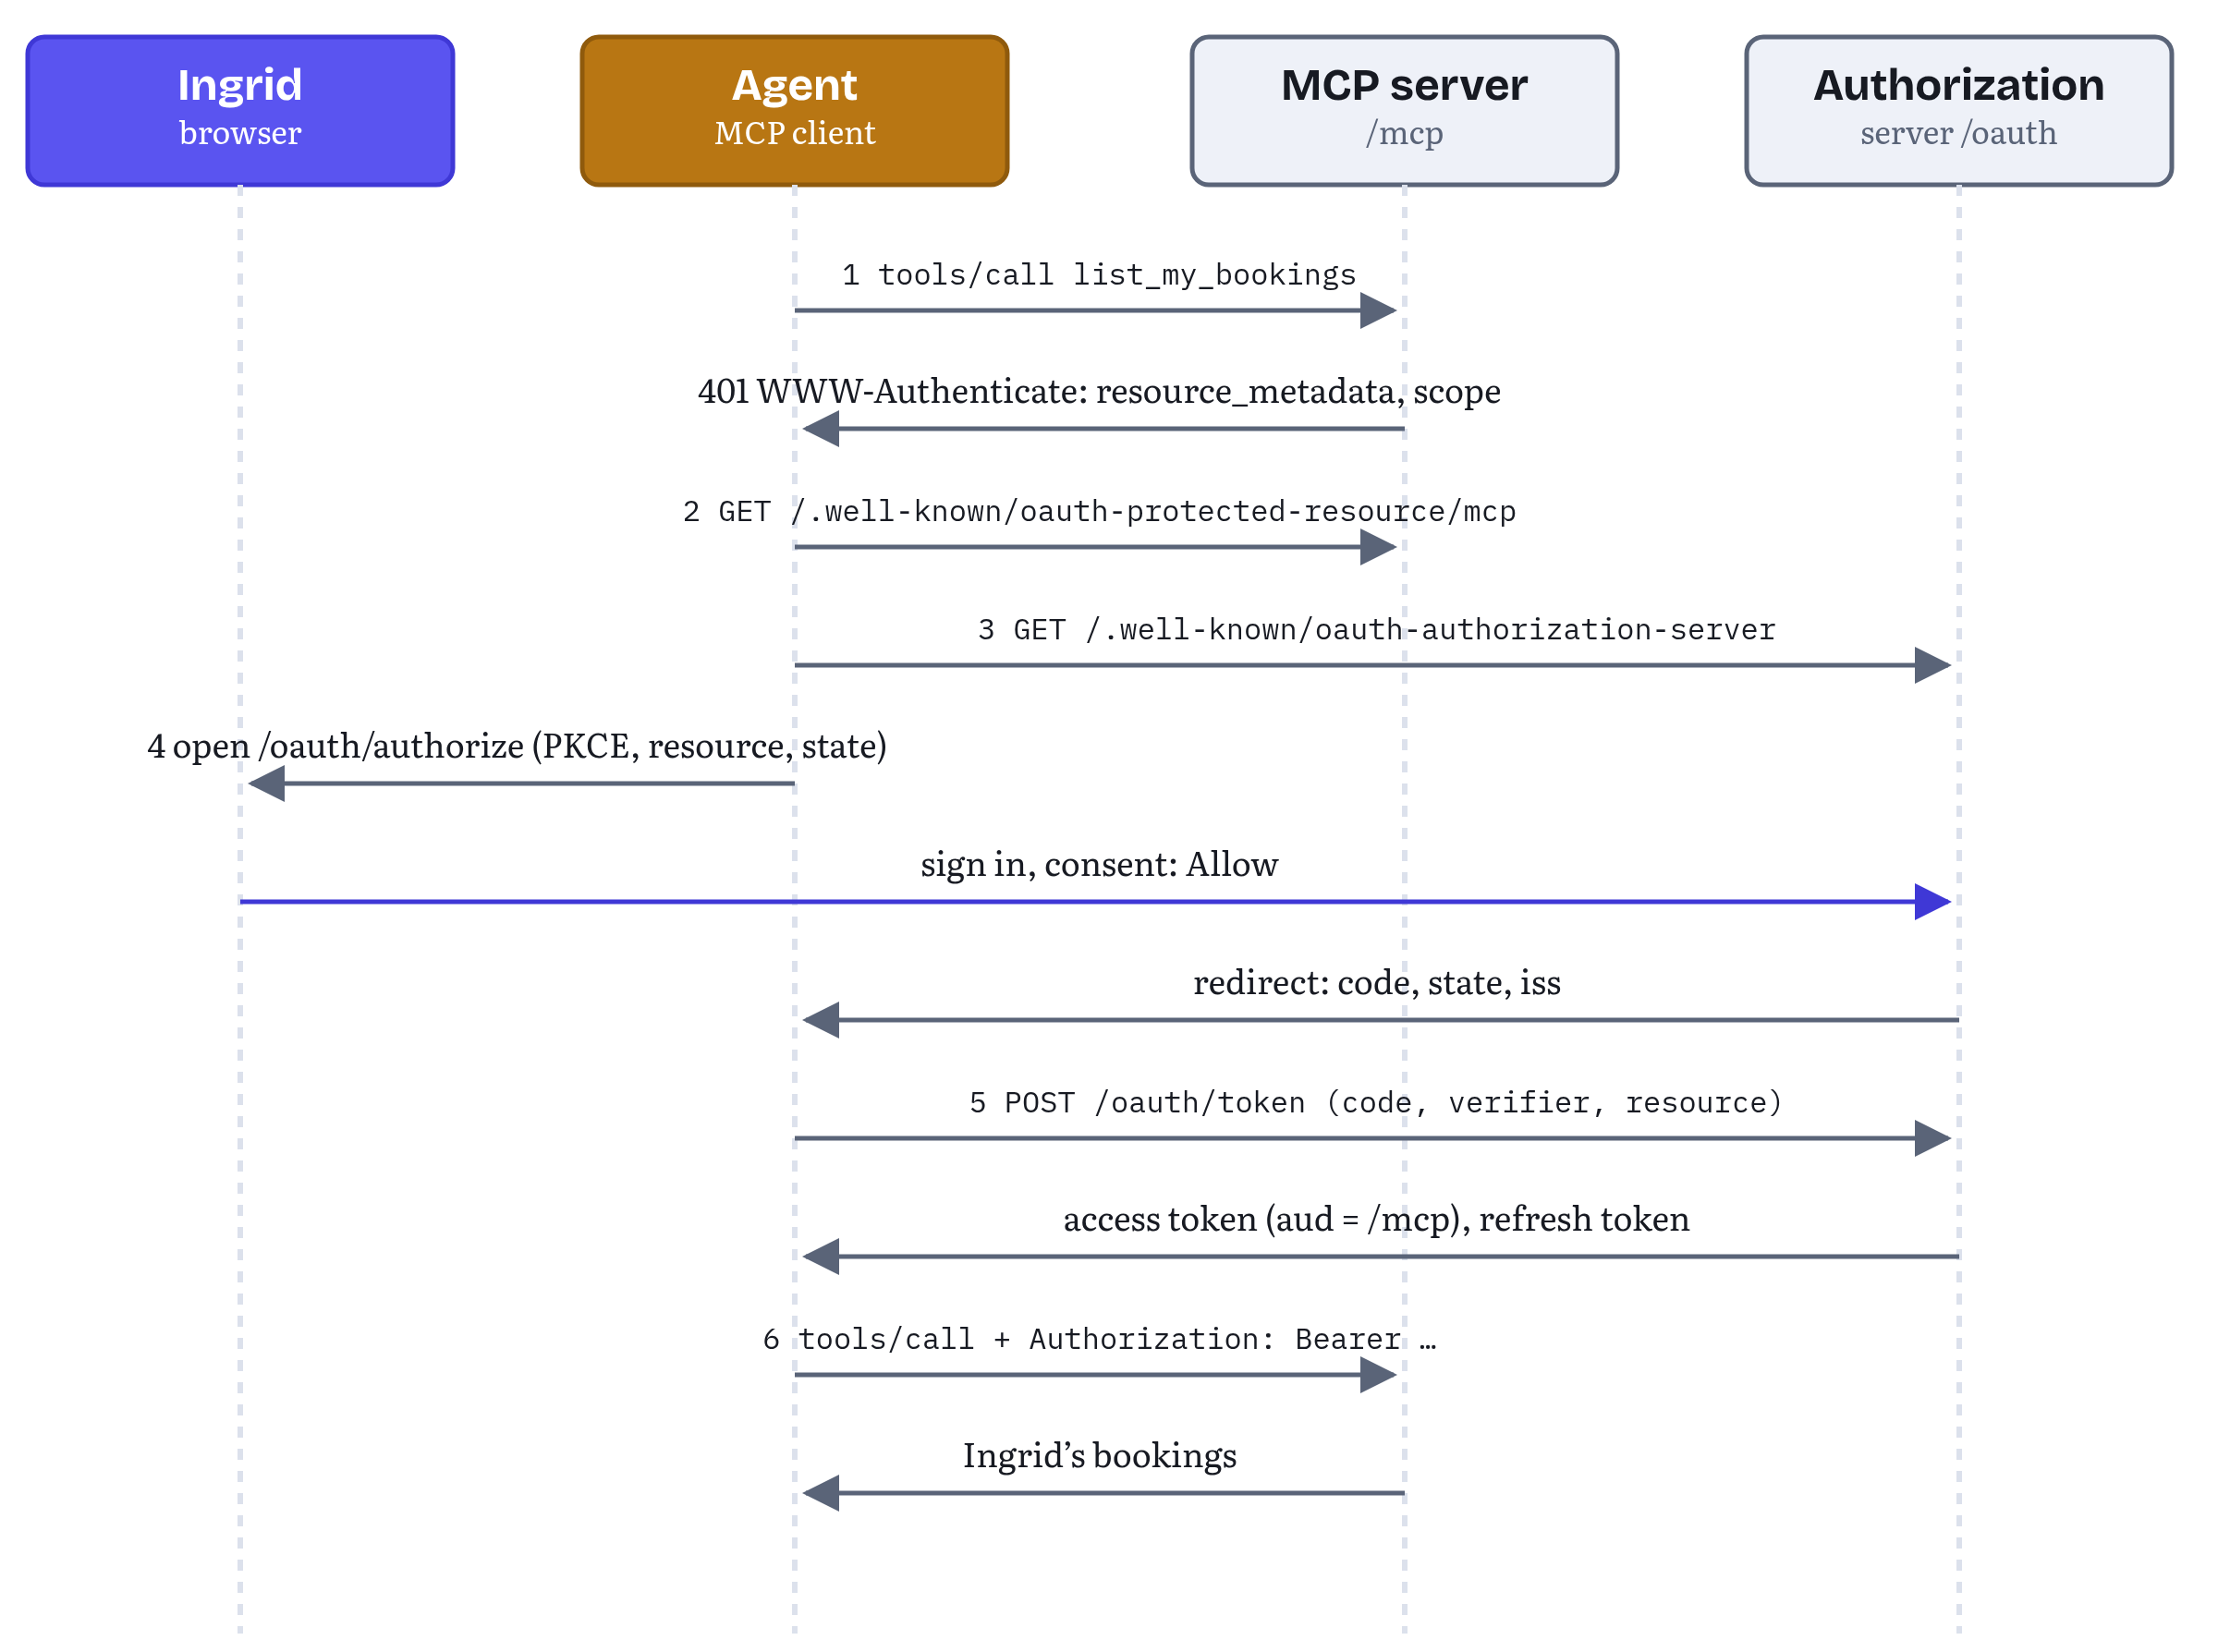 Ingrid
browser
Agent
MCP client
MCP server
/mcp
Authorization
server /oauth
1 tools/call list_my_bookings
401 WWW-Authenticate: resource_metadata, scope
2 GET /.well-known/oauth-protected-resource/mcp
3 GET /.well-known/oauth-authorization-server
4 open /oauth/authorize (PKCE, resource, state)
sign in, consent: Allow
redirect: code, state, iss
5 POST /oauth/token (code, verifier, resource)
access token (aud = /mcp), refresh token
6 tools/call + Authorization: Bearer …
Ingrid’s bookings